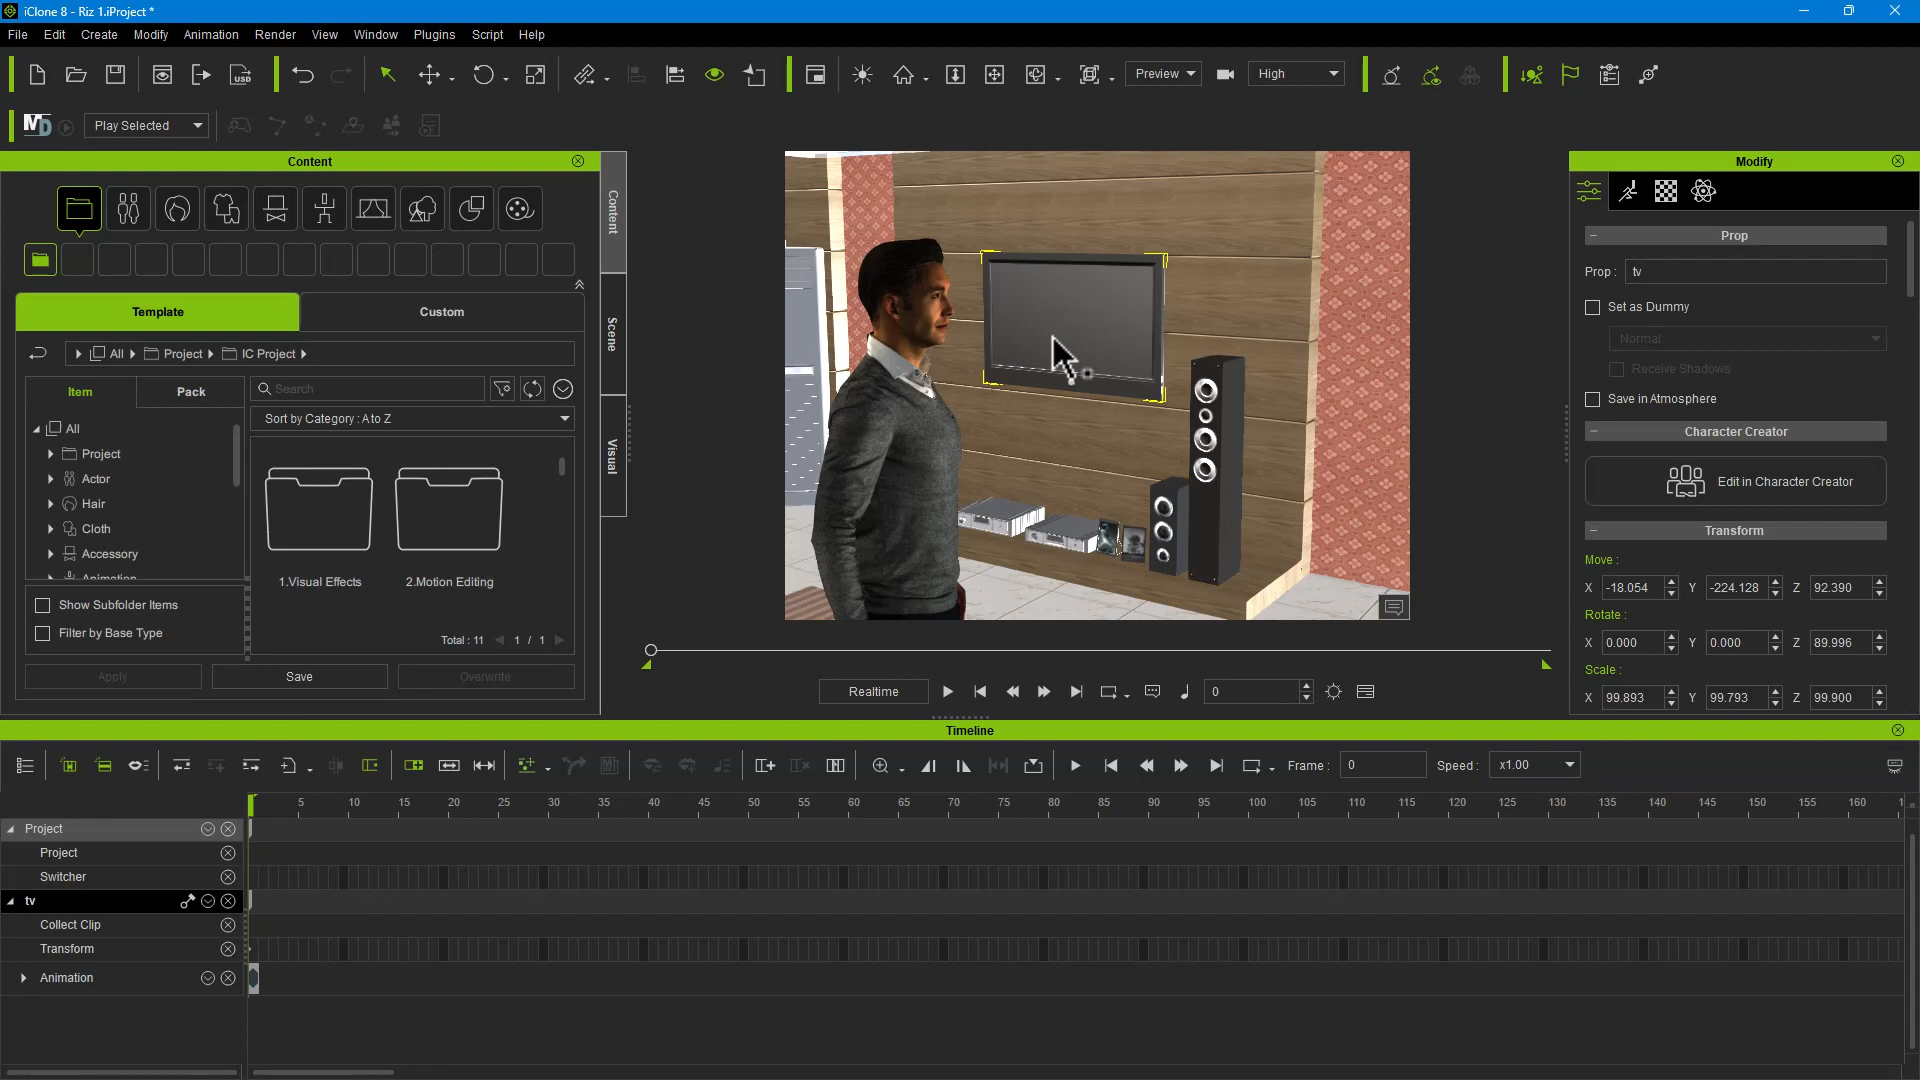 iClone 8 - Riz 1.iProject *
File Edit Create Modify Animation Render View Window Plugins Script Help
USD
Preview High
MD Play Selected
Content
Content
Scene
Visual
Template Custom
All Project IC Project
Item Pack
Search
Sort by Category : A to Z
All
Project
Actor
Hair
Cloth
Accessory
Animation
1.Visual Effects 2.Motion Editing
Show Subfolder Items
Filter by Base Type
Total : 11 1 / 1
Apply Save Overwrite
Realtime 0
Modify
Prop
Prop : tv
Set as Dummy
Normal
Receive Shadows
Save in Atmosphere
Character Creator
Edit in Character Creator
Transform
Move :
X -18.054 Y -224.128 Z 92.390
Rotate :
X 0.000 Y 0.000 Z 89.996
Scale :
X 99.893 Y 99.793 Z 99.900
Timeline
Frame : 0 Speed : x1.00
5 10 15 20 25 30 35 40 45 50 55 60 65 70 75 80 85 90 95 100 105 110 115 120 125 130 135 140 145 150 155 160
Project
Project
Switcher
tv
Collect Clip
Transform
Animation